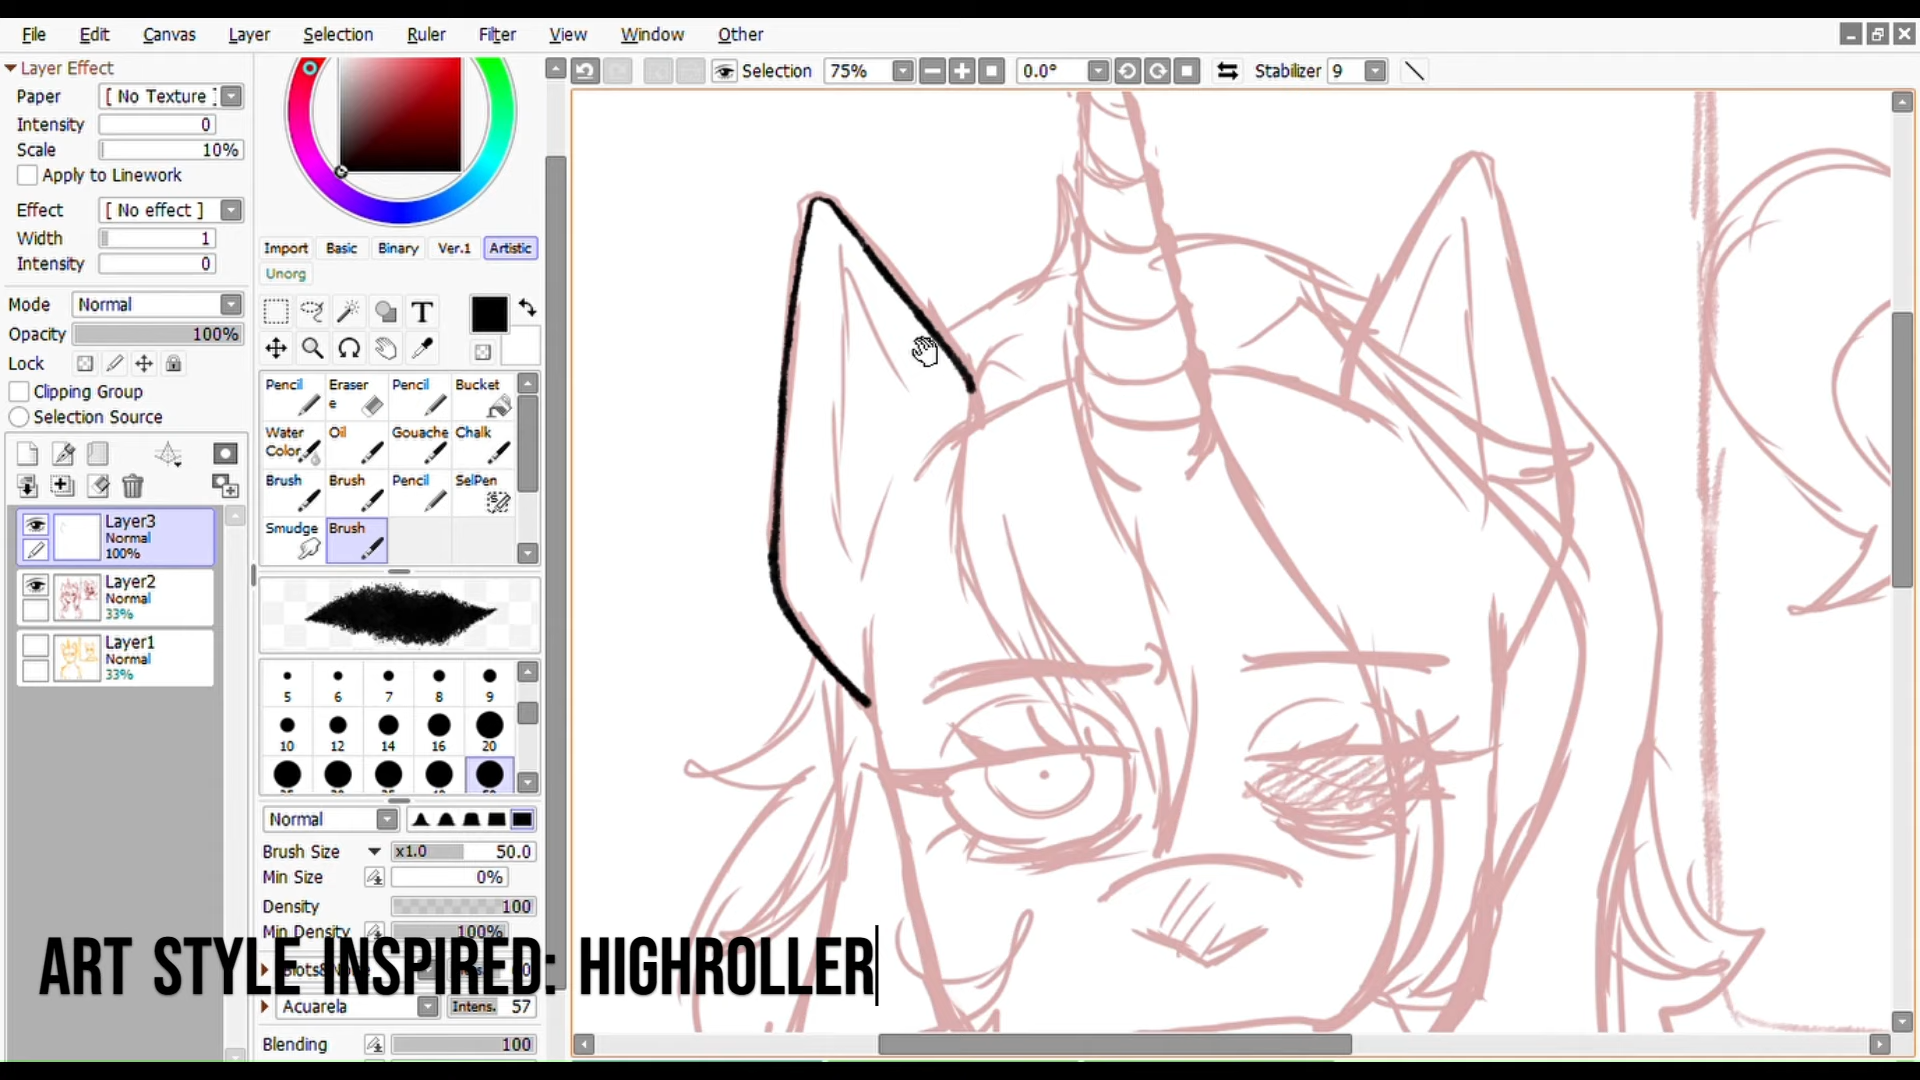 File Edit Canvas Layer Selection Ruler Filter View Window Other
Layer Effect
Paper [ No Texture ]
Intensity 0
Scale 10%
Apply to Linework
Effect [ No effect ]
Width 1
Intensity 0
Mode Normal
Opacity 100%
Lock
Clipping Group
Selection Source
Layer3
Normal
100%
Layer2
Normal
33%
Layer1
Normal
33%
Import Basic Binary Ver.1 Artistic
Unorg
T
Pencil Eraser e Pencil Bucket
Water Color Oil Gouache Chalk
Brush Brush Pencil SelPen
Smudge Brush
5 6 7 8 9
10 12 14 16 20
Normal
Brush Size x1.0 50.0
Min Size 0%
Density 100
Min Density 100%
Acuarela Intens. 57
Blending 100
Selection 75% 0.0° Stabilizer 9
ART STYLE INSPIRED: HIGHROLLER